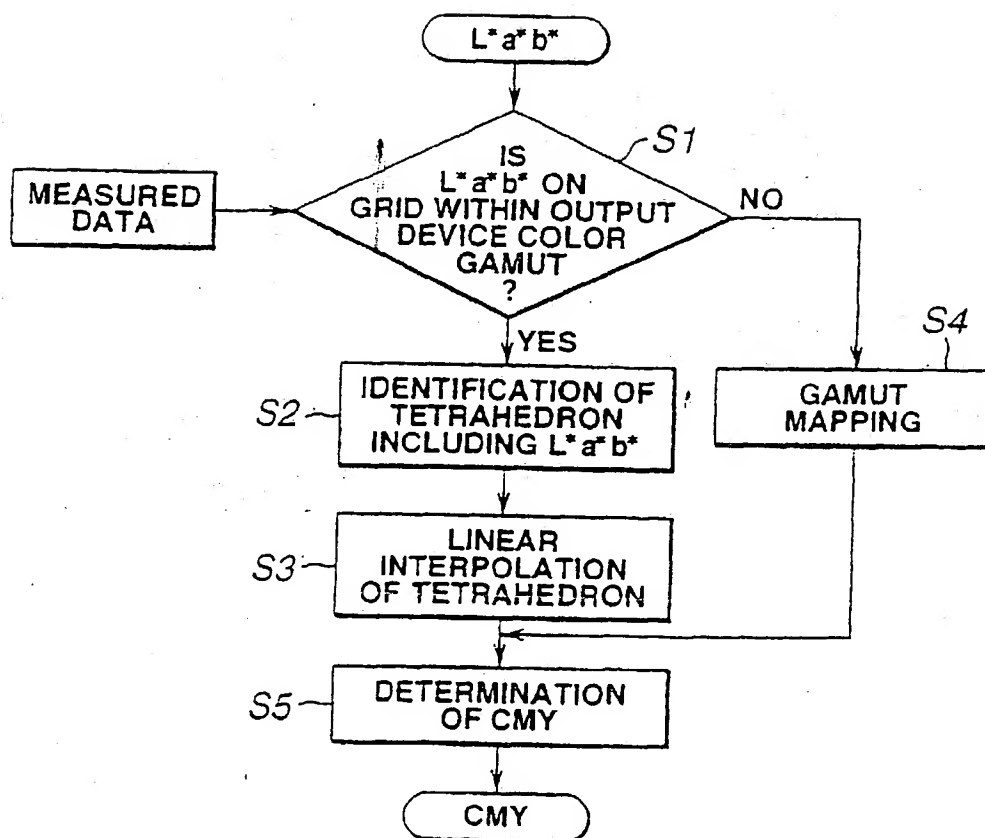 L*a*b*
S1
IS
L*a*b* ON
GRID WITHIN OUTPUT
DEVICE COLOR
GAMUT
?
MEASURED
DATA
NO
YES
S4
GAMUT
MAPPING
S2
IDENTIFICATION OF
TETRAHEDRON
INCLUDING L*a*b*
S3
LINEAR
INTERPOLATION
OF TETRAHEDRON
S5
DETERMINATION
OF CMY
CMY